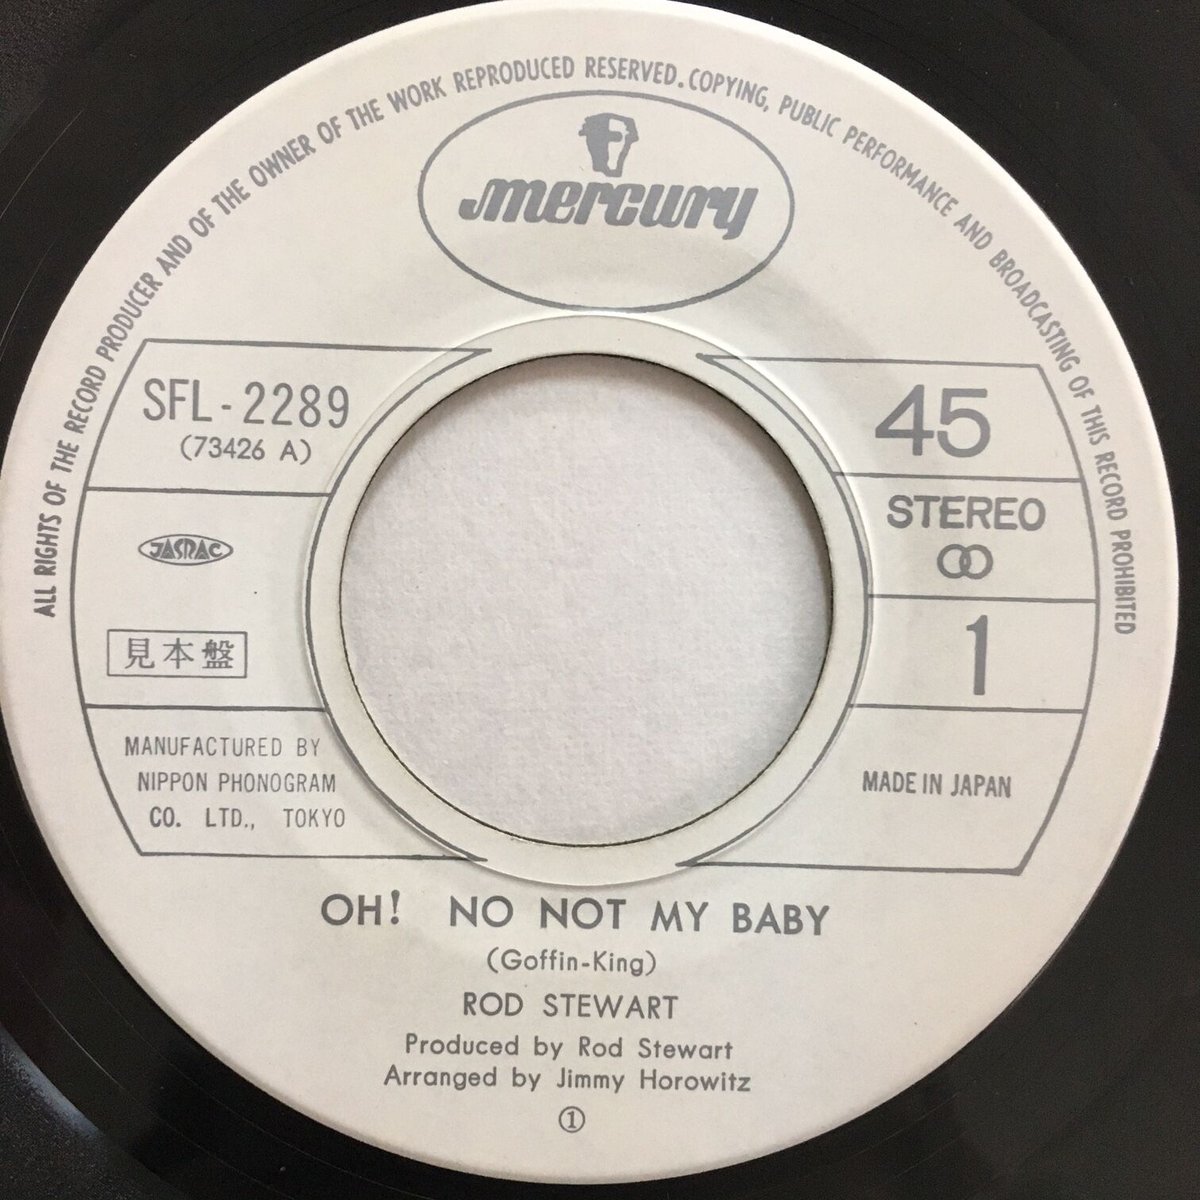 ALL RIGHTS OF THE RECORD PRODUCER AND OF THE OWNER OF THE WORK REPRODUCED RESERVED. COPYING, PUBLIC PERFORMANCE AND BROADCASTING OF THIS RECORD PROHIBITED
mercury
SFL-2289
(73426 A)
JASRAC
見本盤
MANUFACTURED BY
NIPPON PHONOGRAM
CO. LTD., TOKYO
45
STEREO
1
MADE IN JAPAN
OH! NO NOT MY BABY
(Goffin-King)
ROD STEWART
Produced by Rod Stewart
Arranged by Jimmy Horowitz
①